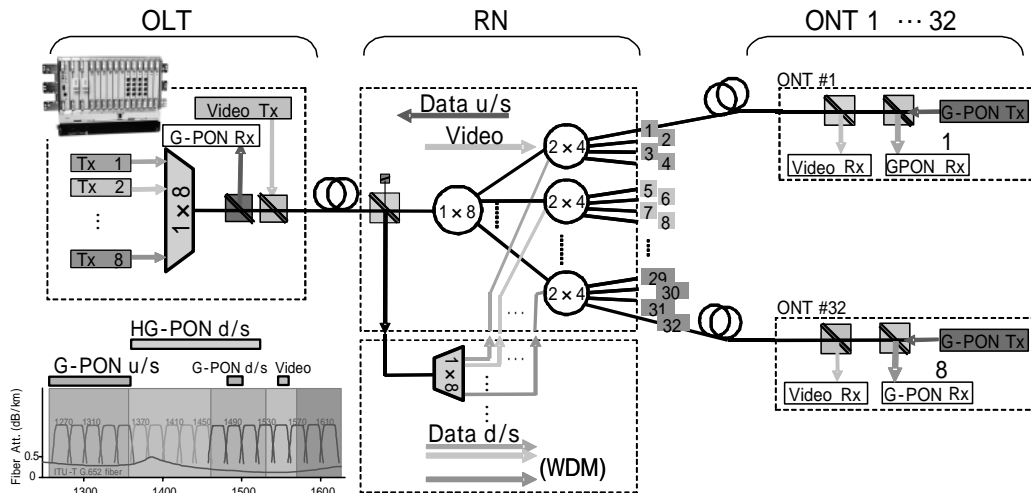 OLT
RN
ONT 1 ··· 32
Video Tx
G-PON Rx
Tx 1
Tx 2
⋮
Tx 8
1 × 8
Data u/s
Video
1 × 8
2 × 4
2 × 4
2 × 4
1
2
3
4
5
6
7
8
29
30
31
32
1 × 8
...
...
Data d/s
(WDM)
ONT #1
G-PON Tx
1
Video Rx
GPON Rx
ONT #32
G-PON Tx
8
Video Rx
G-PON Rx
HG-PON d/s
G-PON u/s
G-PON d/s
Video
1270 1310 1370 1410 1450 1490 1530 1570 1610
Fiber Att. (dB/km)
0.5
0
ITU-T G.652 fiber
1300 1400 1500 1600